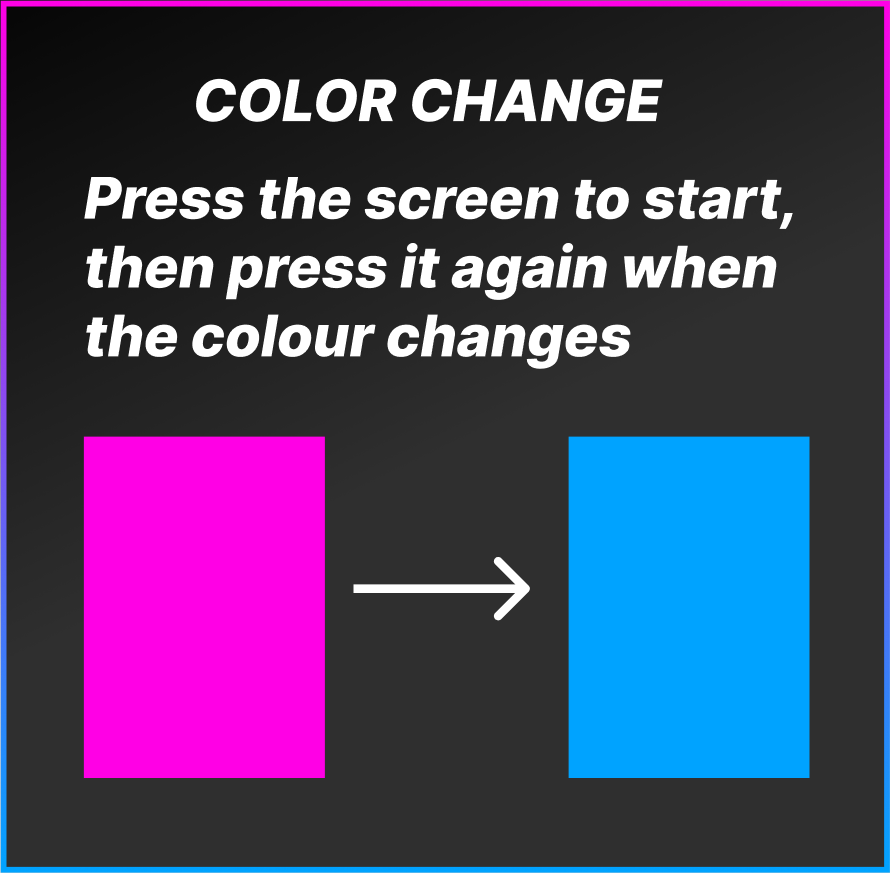 COLOR CHANGE
Press the screen to start,
then press it again when
the colour changes